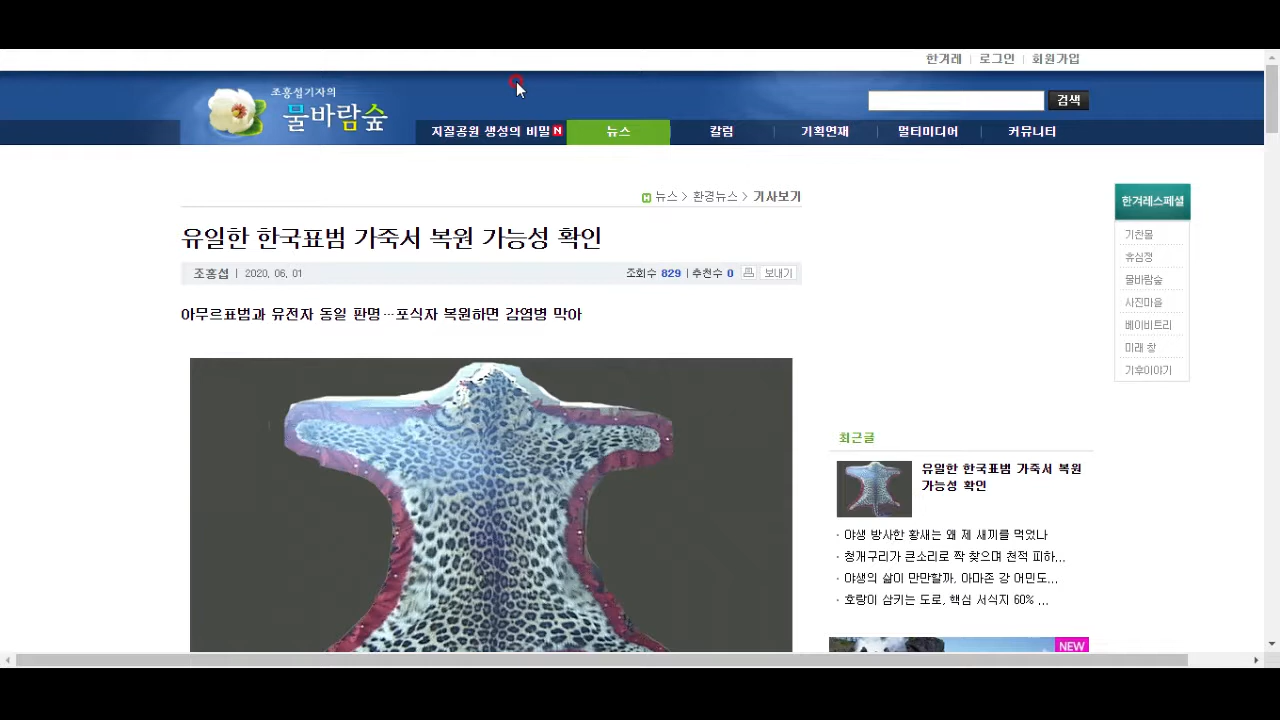 한겨레 | 로그인 | 회원가입
조홍섭기자의
물바람숲
검색
지질공원 생성의 비밀 N
뉴스
칼럼
기획연재
멀티미디어
커뮤니티
H 뉴스 > 환경뉴스 > 기사보기
유일한 한국표범 가죽서 복원 가능성 확인
조홍섭 | 2020. 06. 01
조회수 829 | 추천수 0 보내기
아무르표범과 유전자 동일 판명…포식자 복원하면 감염병 막아
한겨레스페셜
기찬몰
휴심정
물바람숲
사진마을
베이비트리
미래 창
기후이야기
최근글
유일한 한국표범 가죽서 복원
가능성 확인
· 야생 방사한 황새는 왜 제 새끼를 먹었나
· 청개구리가 큰소리로 짝 찾으며 천적 피하...
· 야생의 삶이 만만할까, 아마존 강 어민도...
· 호랑이 삼키는 도로, 핵심 서식지 60% ...
NEW